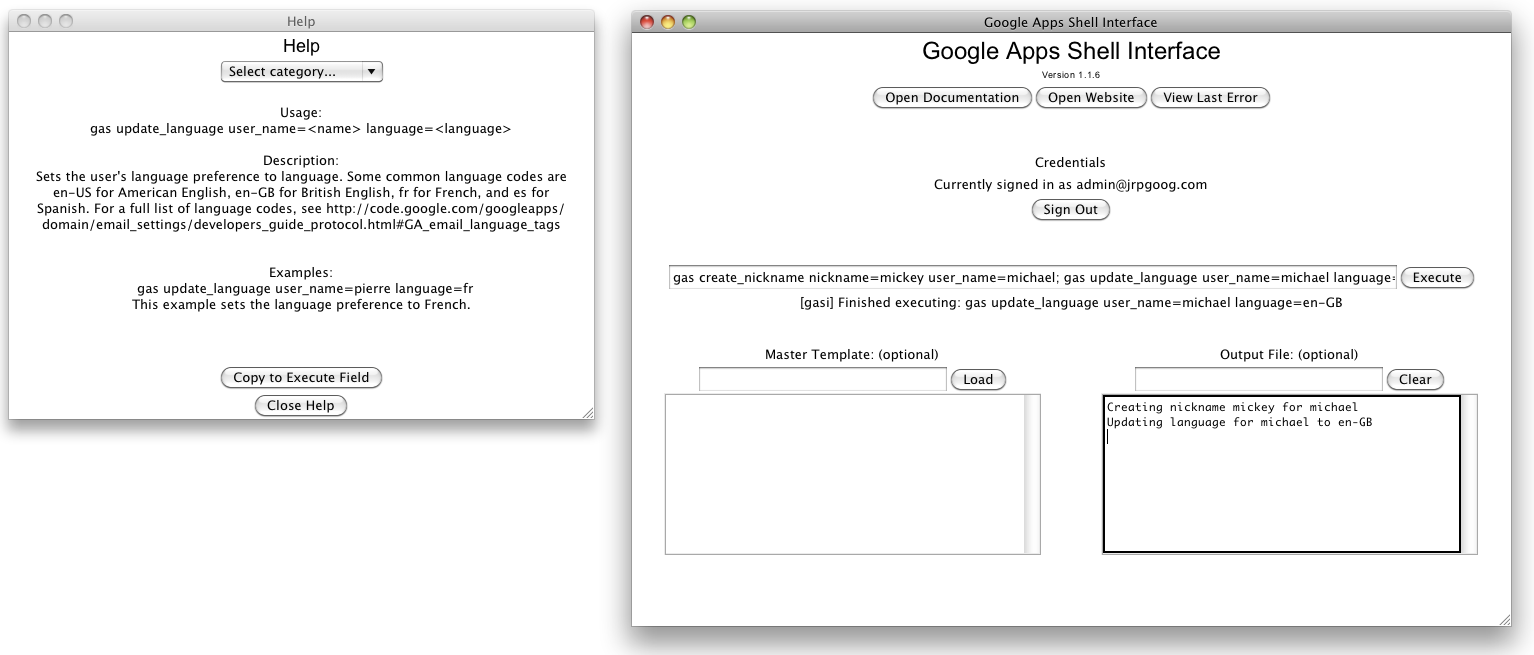 Help
Help
Select category...
Usage:
gas update_language user_name=<name> language=<language>
Description:
Sets the user's language preference to language. Some common language codes are
en-US for American English, en-GB for British English, fr for French, and es for
Spanish. For a full list of language codes, see http://code.google.com/googleapps/
domain/email_settings/developers_guide_protocol.html#GA_email_language_tags
Examples:
gas update_language user_name=pierre language=fr
This example sets the language preference to French.
Copy to Execute Field
Close Help
Google Apps Shell Interface
Google Apps Shell Interface
Version 1.1.6
Open Documentation Open Website View Last Error
Credentials
Currently signed in as admin@jrpgoog.com
Sign Out
gas create_nickname nickname=mickey user_name=michael; gas update_language user_name=michael language= Execute
[gasi] Finished executing: gas update_language user_name=michael language=en-GB
Master Template: (optional)
Load
Output File: (optional)
Clear
Creating nickname mickey for michael
Updating language for michael to en-GB